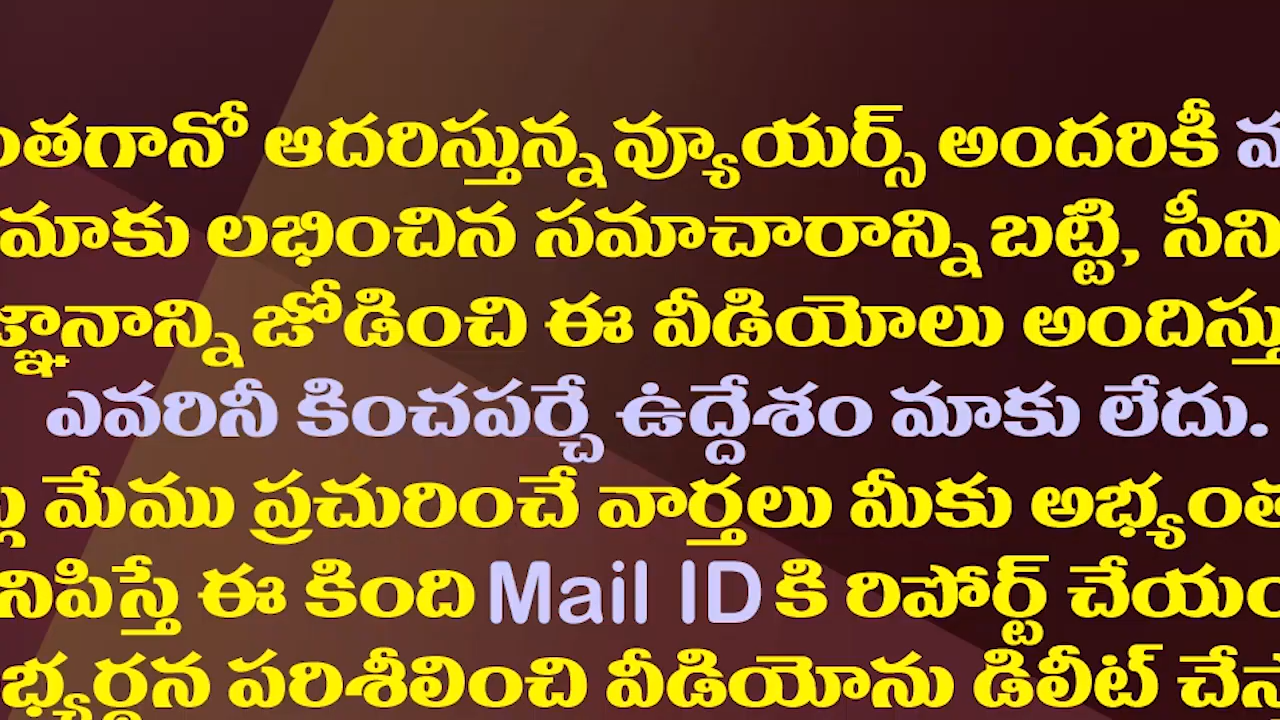 ంతగానో ఆదరిస్తున్న వ్యూయర్స్ అందరికీ
మాకు లభించిన సమాచారాన్ని బట్టి, సీని
జ్ఞానాన్ని జోడించి ఈ వీడియోలు అందిస్తు
ఎవరినీ కించపర్చే ఉద్దేశం మాకు లేదు.
మేము ప్రచురించే వార్తలు మీకు అభ్యంత
నిపిస్తే ఈ కింది Mail ID కి రిపోర్ట్ చేయం
భ్యర్థన పరిశీలించి వీడియోను డిలీట్ చేస